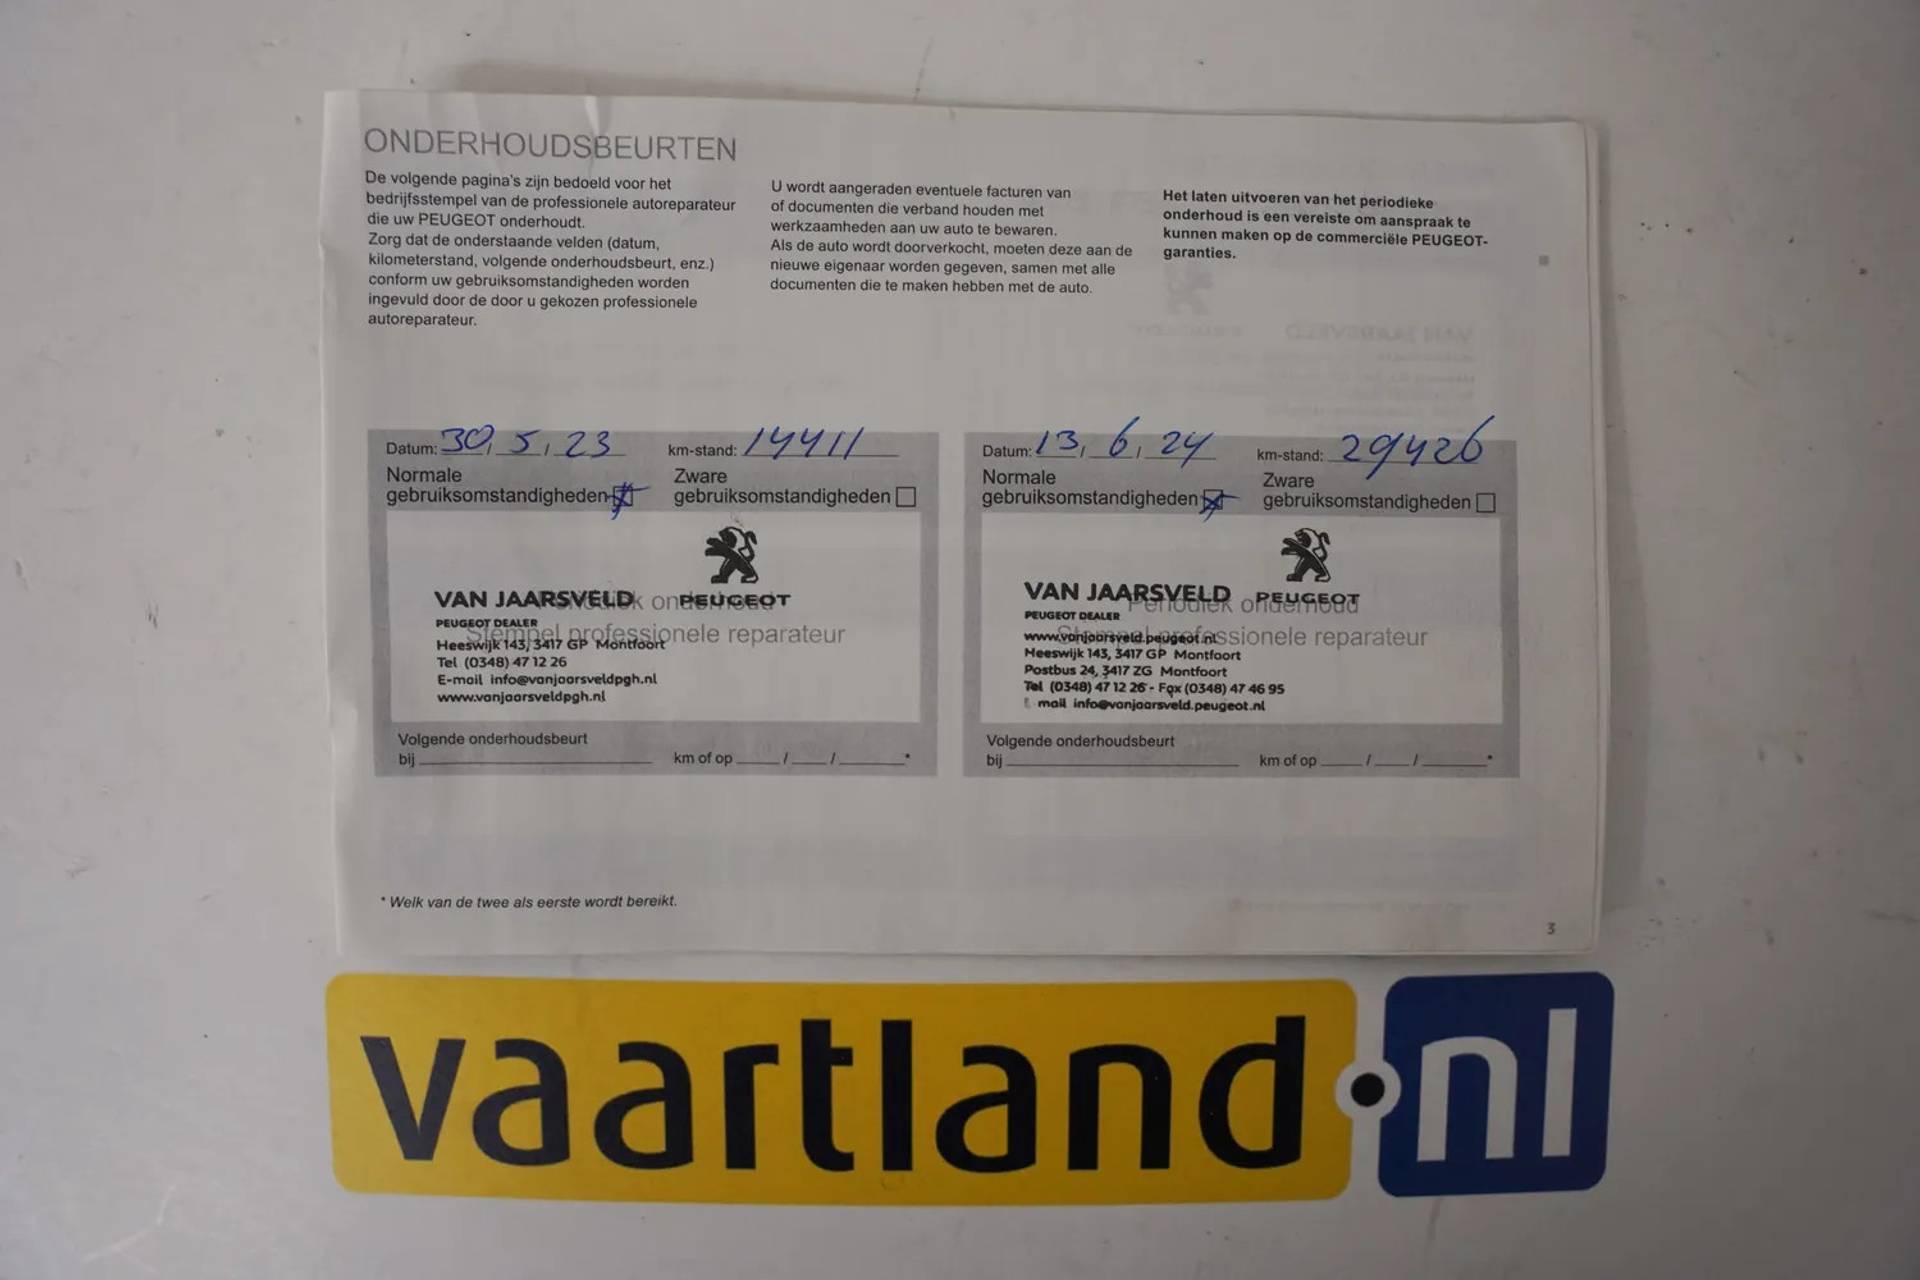 ONDERHOUDSBEURTEN
De volgende pagina's zijn bedoeld voor het
bedrijfsstempel van de professionele autoreparateur
die uw PEUGEOT onderhoudt.
Zorg dat de onderstaande velden (datum,
kilometerstand, volgende onderhoudsbeurt, enz.)
conform uw gebruiksomstandigheden worden
ingevuld door de door u gekozen professionele
autoreparateur.
U wordt aangeraden eventuele facturen van
of documenten die verband houden met
werkzaamheden aan uw auto te bewaren.
Als de auto wordt doorverkocht, moeten deze aan de
nieuwe eigenaar worden gegeven, samen met alle
documenten die te maken hebben met de auto.
Het laten uitvoeren van het periodieke
onderhoud is een vereiste om aanspraak te
kunnen maken op de commerciële PEUGEOT-
garanties.
Datum: 30, 5, 23 km-stand: 14411
Normale
gebruiksomstandigheden
Zware
gebruiksomstandigheden
Periodiek onderhoud
Stempel professionele reparateur
VAN JAARSVELD PEUGEOT
PEUGEOT DEALER
Heeswijk 143, 3417 GP Montfoort
Tel (0348) 47 12 26
E-mail info@vanjaarsveldpgh.nl
www.vanjaarsveldpgh.nl
Volgende onderhoudsbeurt
bij km of op / / *
Datum: 13, 6, 24 km-stand: 29426
Normale
gebruiksomstandigheden
Zware
gebruiksomstandigheden
Periodiek onderhoud
Stempel professionele reparateur
VAN JAARSVELD PEUGEOT
PEUGEOT DEALER
www.vanjaarsveld.peugeot.nl
Heeswijk 143, 3417 GP Montfoort
Postbus 24, 3417 ZG Montfoort
Tel (0348) 47 12 26 - Fax (0348) 47 46 95
E-mail info@vanjaarsveld.peugeot.nl
Volgende onderhoudsbeurt
bij km of op / / *
* Welk van de twee als eerste wordt bereikt.
3
vaartland.nl